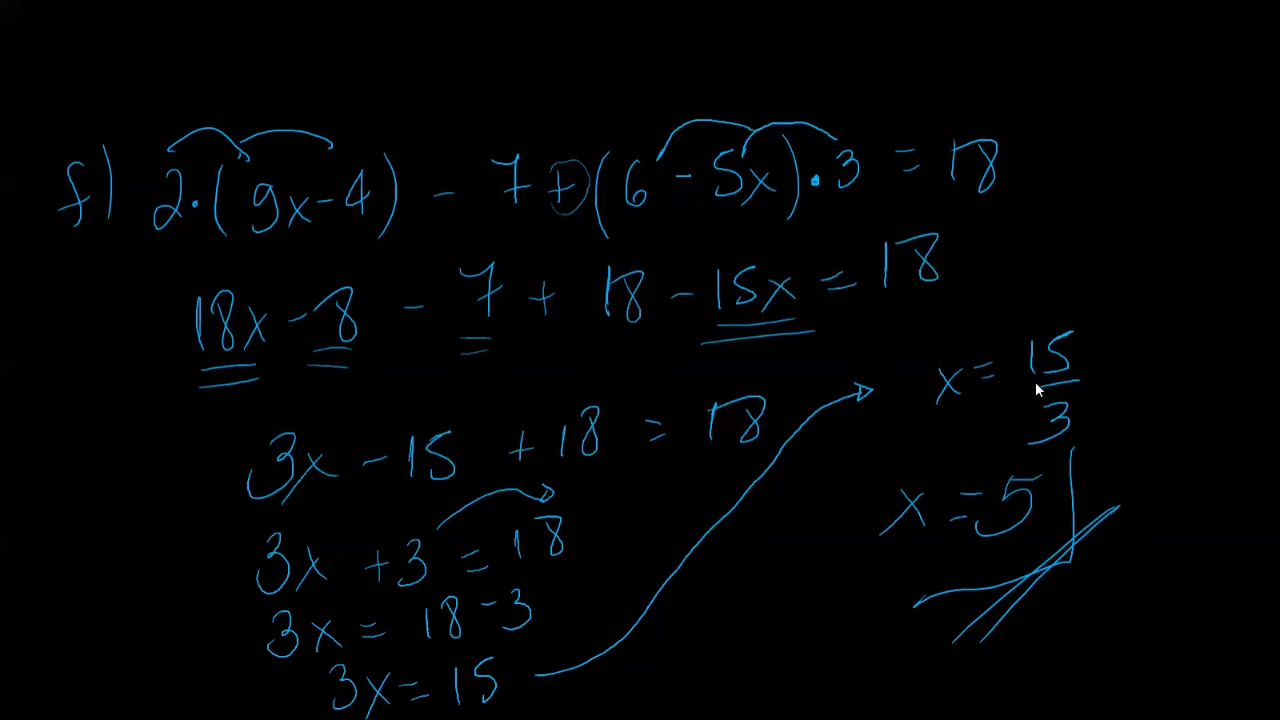 f) 2·(9x-4) - 7 + (6 - 5x)·3 = 18
18x - 8 - 7 + 18 - 15x = 18
3x - 15 + 18 = 18
3x + 3 = 18
3x = 18 - 3
3x = 15
x = 15/3
x = 5